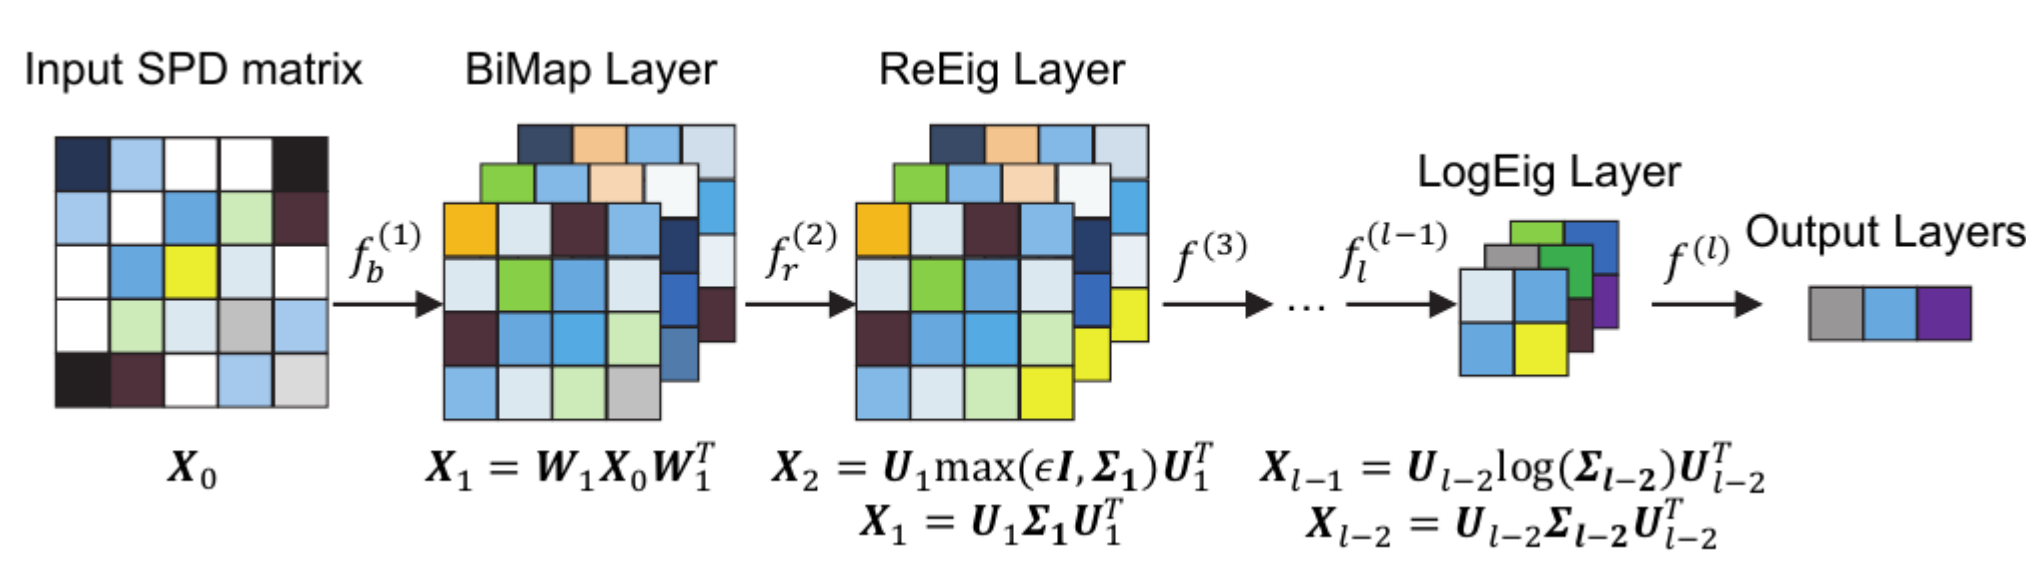 Input SPD matrix
BiMap Layer
ReEig Layer
LogEig Layer
Output Layers
f_b^{(1)}
f_r^{(2)}
f^{(3)}
...
f_l^{(l-1)}
f^{(l)}
X_0
X_1 = W_1 X_0 W_1^T
X_2 = U_1 max(ϵI, Σ_1) U_1^T
X_1 = U_1 Σ_1 U_1^T
X_{l-1} = U_{l-2} log(Σ_{l-2}) U_{l-2}^T
X_{l-2} = U_{l-2} Σ_{l-2} U_{l-2}^T